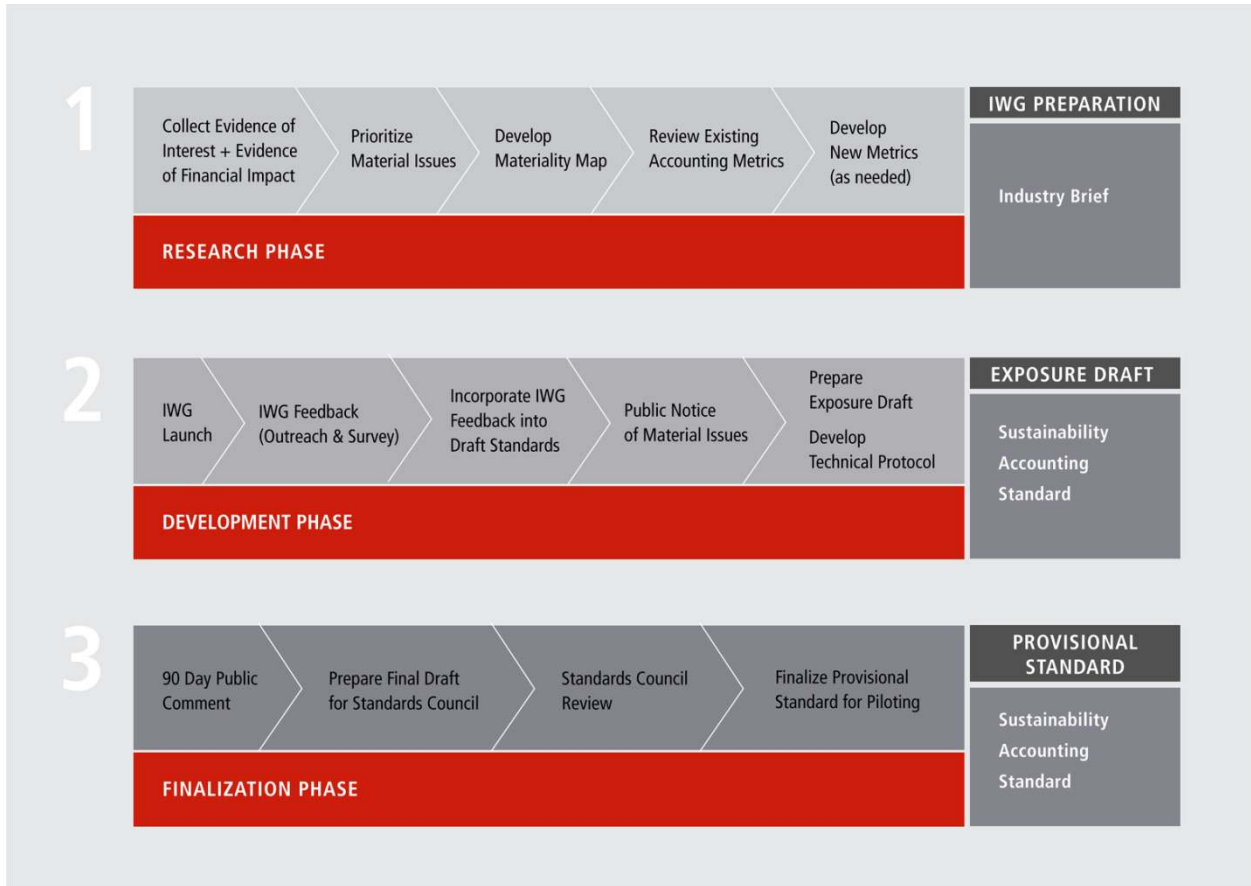 1
Collect Evidence of
Interest + Evidence
of Financial Impact
Prioritize
Material Issues
Develop
Materiality Map
Review Existing
Accounting Metrics
Develop
New Metrics
(as needed)
RESEARCH PHASE
IWG PREPARATION
Industry Brief
2
IWG
Launch
IWG Feedback
(Outreach & Survey)
Incorporate IWG
Feedback into
Draft Standards
Public Notice
of Material Issues
Prepare
Exposure Draft
Develop
Technical Protocol
DEVELOPMENT PHASE
EXPOSURE DRAFT
Sustainability
Accounting
Standard
3
90 Day Public
Comment
Prepare Final Draft
for Standards Council
Standards Council
Review
Finalize Provisional
Standard for Piloting
FINALIZATION PHASE
PROVISIONAL
STANDARD
Sustainability
Accounting
Standard